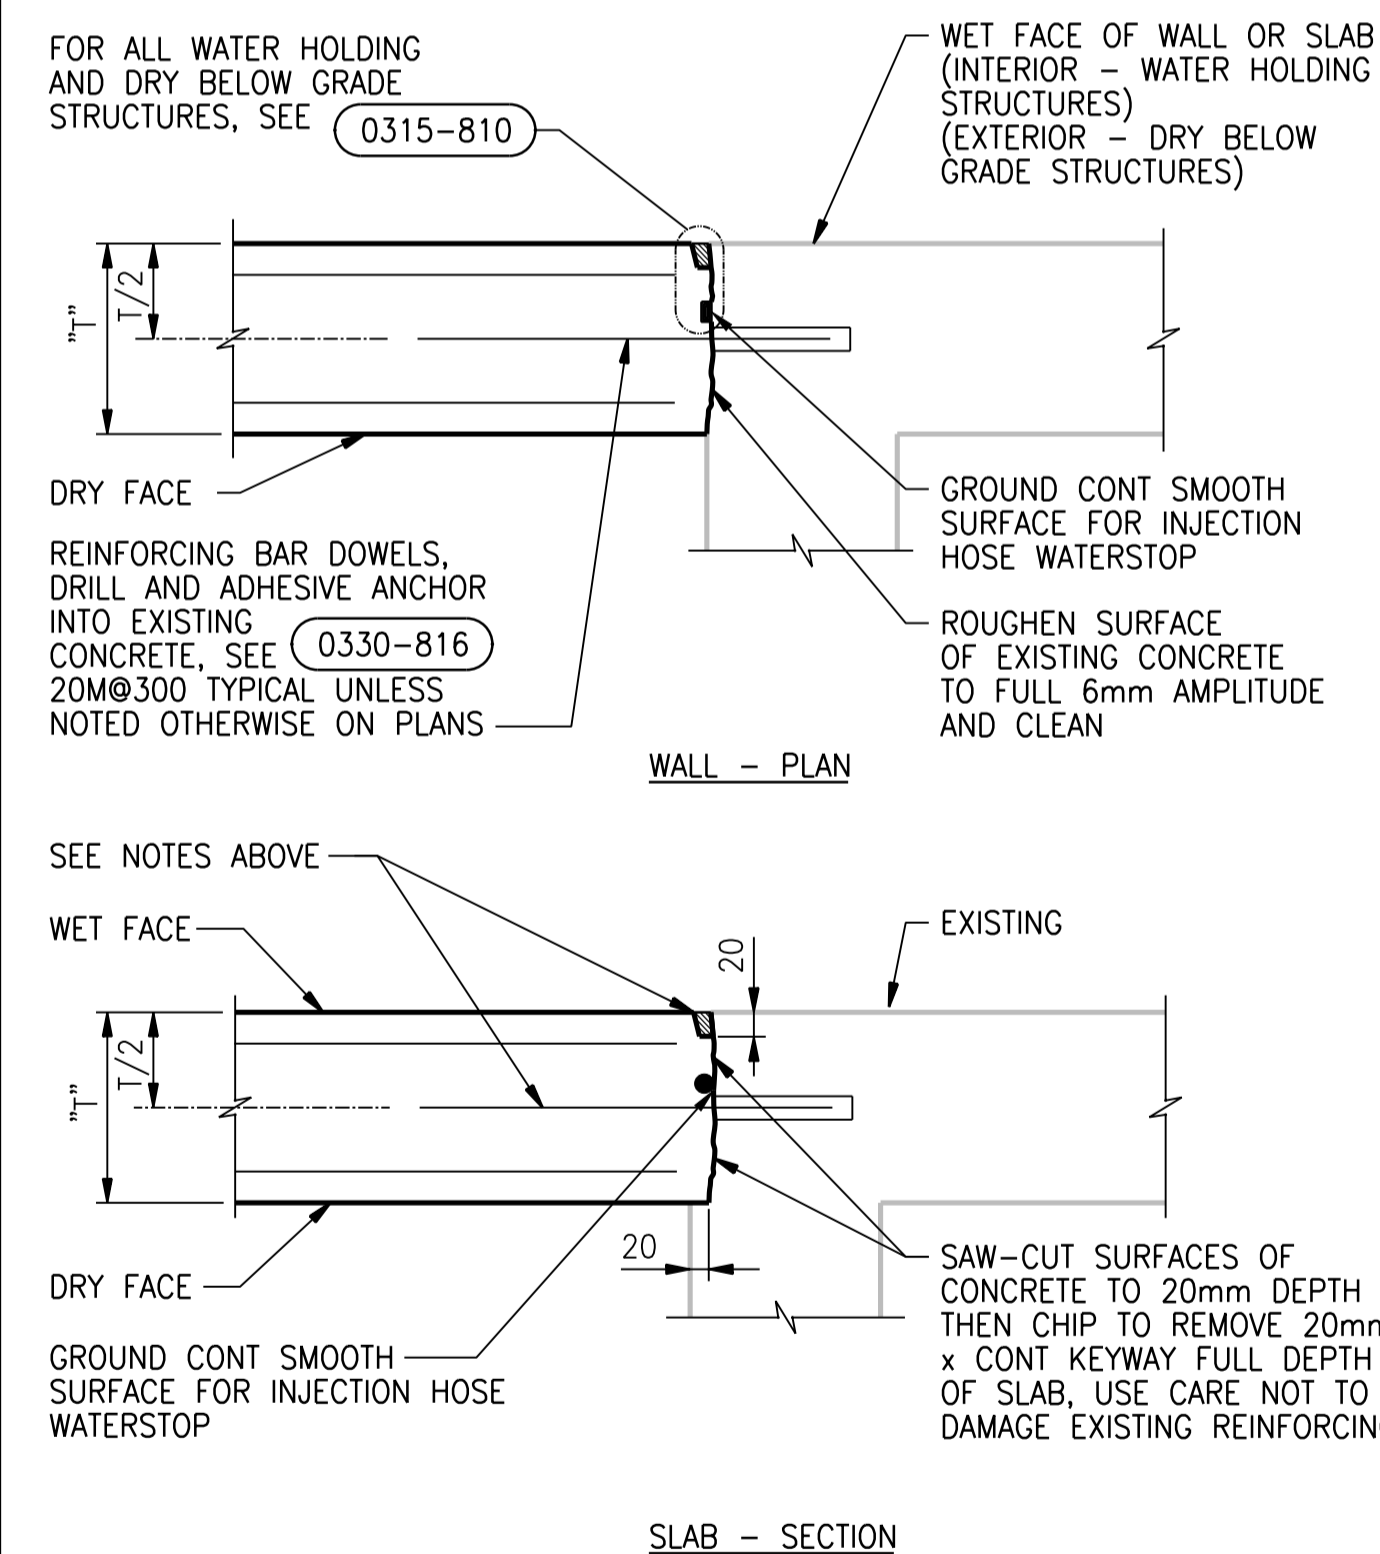 FOR ALL WATER HOLDING
AND DRY BELOW GRADE
STRUCTURES, SEE 0315-810
WET FACE OF WALL OR SLAB
(INTERIOR - WATER HOLDING
STRUCTURES)
(EXTERIOR - DRY BELOW
GRADE STRUCTURES)
"T"
T/2
DRY FACE
REINFORCING BAR DOWELS,
DRILL AND ADHESIVE ANCHOR
INTO EXISTING
CONCRETE, SEE 0330-816
20M@300 TYPICAL UNLESS
NOTED OTHERWISE ON PLANS
GROUND CONT SMOOTH
SURFACE FOR INJECTION
HOSE WATERSTOP
ROUGHEN SURFACE
OF EXISTING CONCRETE
TO FULL 6mm AMPLITUDE
AND CLEAN
WALL - PLAN
SEE NOTES ABOVE
WET FACE
EXISTING
20
"T"
T/2
20
DRY FACE
GROUND CONT SMOOTH
SURFACE FOR INJECTION HOSE
WATERSTOP
SAW-CUT SURFACES OF
CONCRETE TO 20mm DEPTH
THEN CHIP TO REMOVE 20mm
x CONT KEYWAY FULL DEPTH
OF SLAB, USE CARE NOT TO
DAMAGE EXISTING REINFORCING
SLAB - SECTION